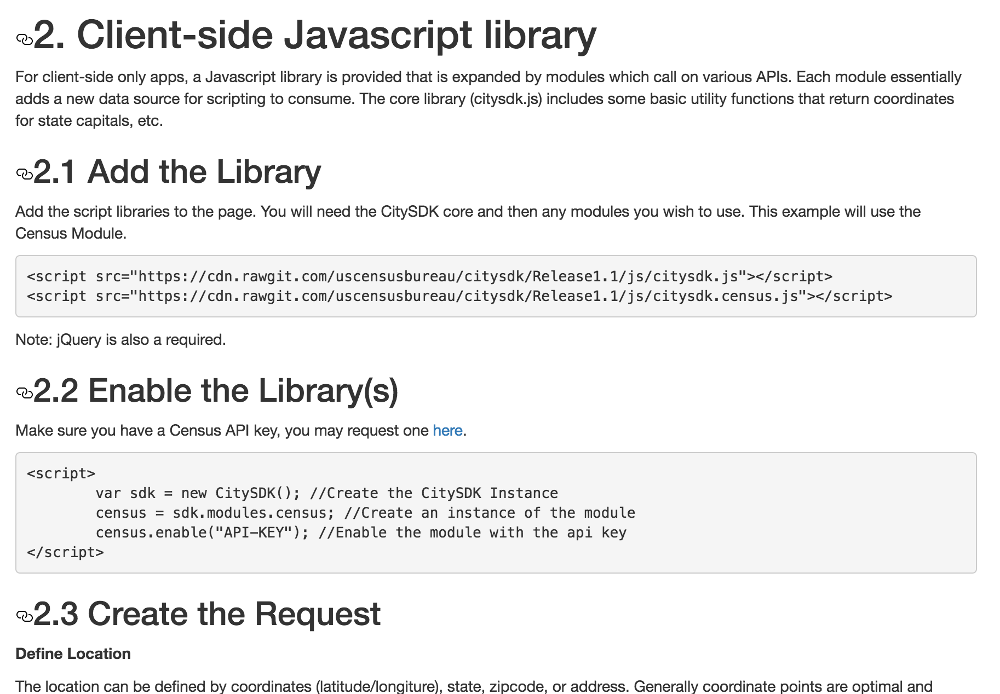 2. Client-side Javascript library
For client-side only apps, a Javascript library is provided that is expanded by modules which call on various APIs. Each module essentially
adds a new data source for scripting to consume. The core library (citysdk.js) includes some basic utility functions that return coordinates
for state capitals, etc.
2.1 Add the Library
Add the script libraries to the page. You will need the CitySDK core and then any modules you wish to use. This example will use the
Census Module.
<script src="https://cdn.rawgit.com/uscensusbureau/citysdk/Release1.1/js/citysdk.js"></script>
<script src="https://cdn.rawgit.com/uscensusbureau/citysdk/Release1.1/js/citysdk.census.js"></script>
Note: jQuery is also a required.
2.2 Enable the Library(s)
Make sure you have a Census API key, you may request one here.
<script>
        var sdk = new CitySDK(); //Create the CitySDK Instance
        census = sdk.modules.census; //Create an instance of the module
        census.enable("API-KEY"); //Enable the module with the api key
</script>
2.3 Create the Request
Define Location
The location can be defined by coordinates (latitude/longiture), state, zipcode, or address. Generally coordinate points are optimal and